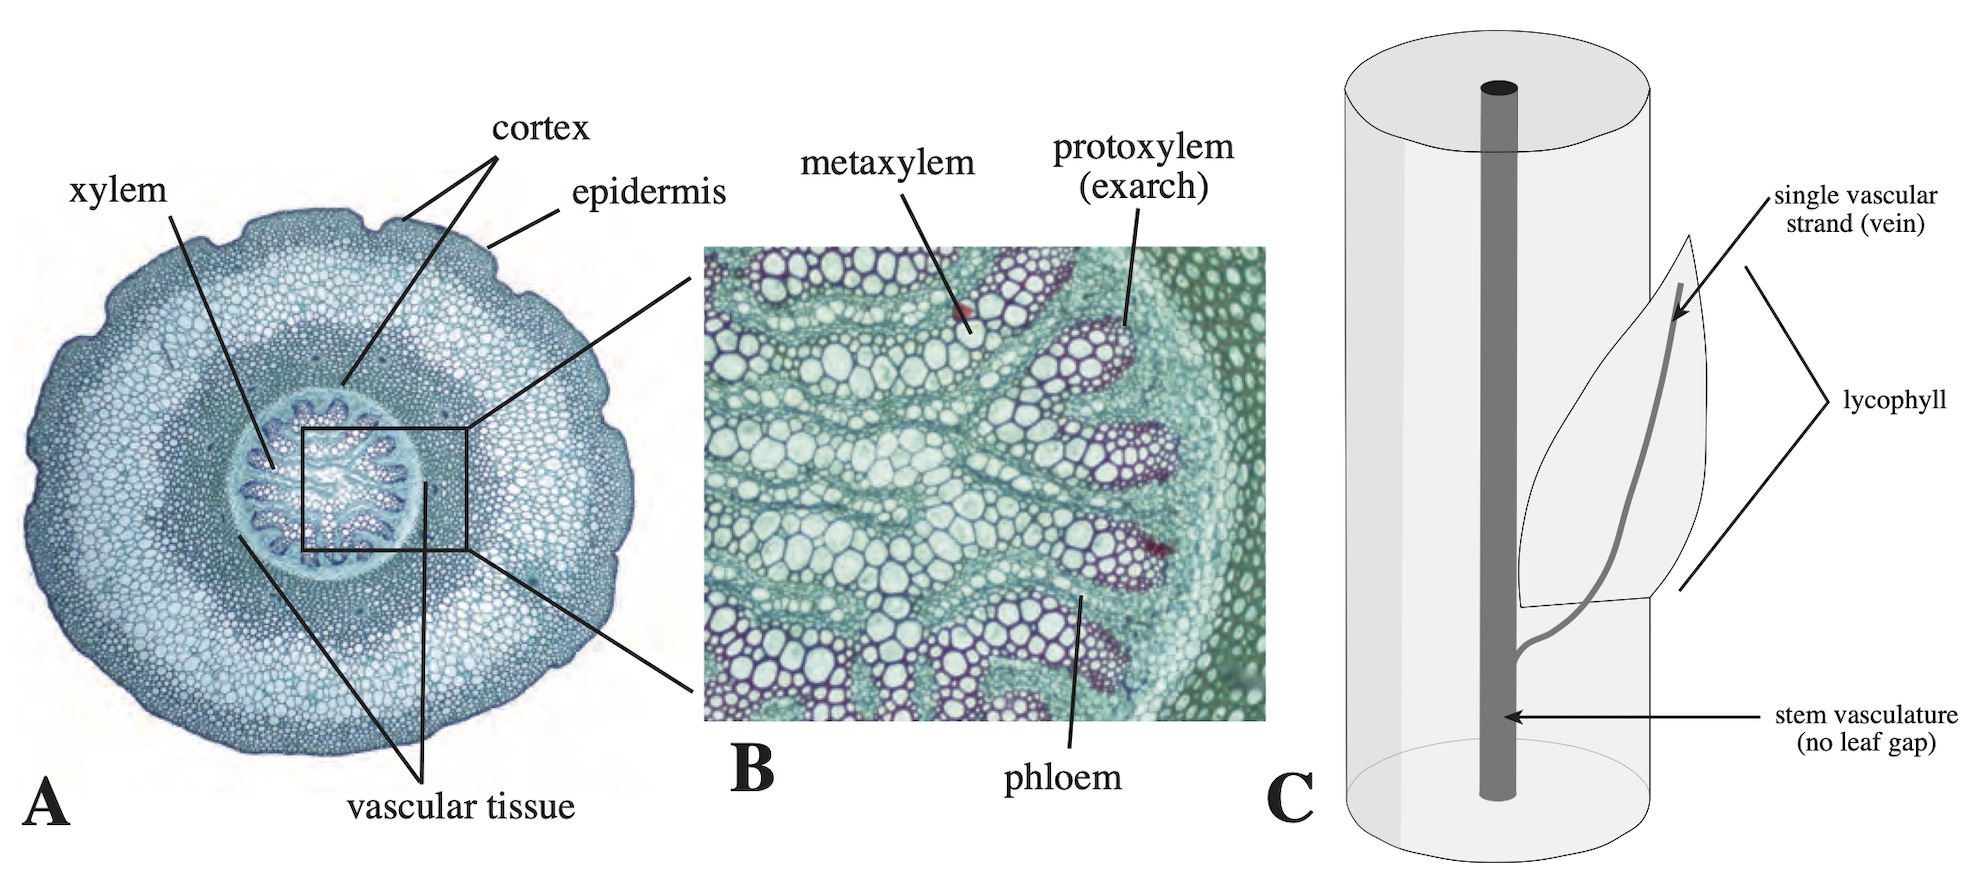 cortex
xylem
epidermis
vascular tissue
A
metaxylem
protoxylem
(exarch)
phloem
B
single vascular
strand (vein)
lycophyll
stem vasculature
(no leaf gap)
C